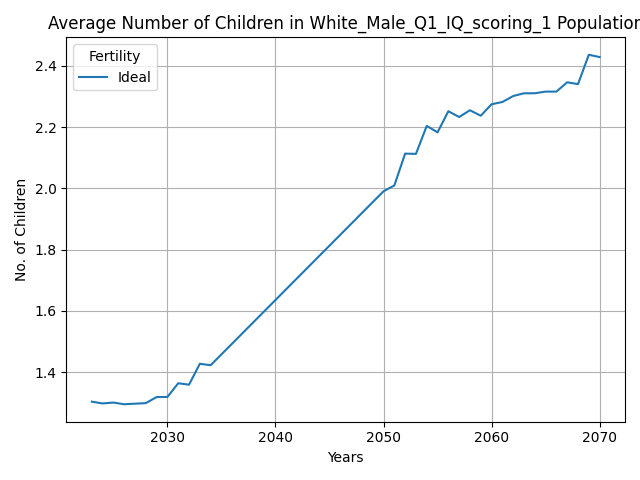 Average Number of Children in White_Male_Q1_IQ_scoring_1 Population
Fertility
Ideal
2.4
2.2
2.0
1.8
1.6
1.4
No. of Children
2030 2040 2050 2060 2070
Years